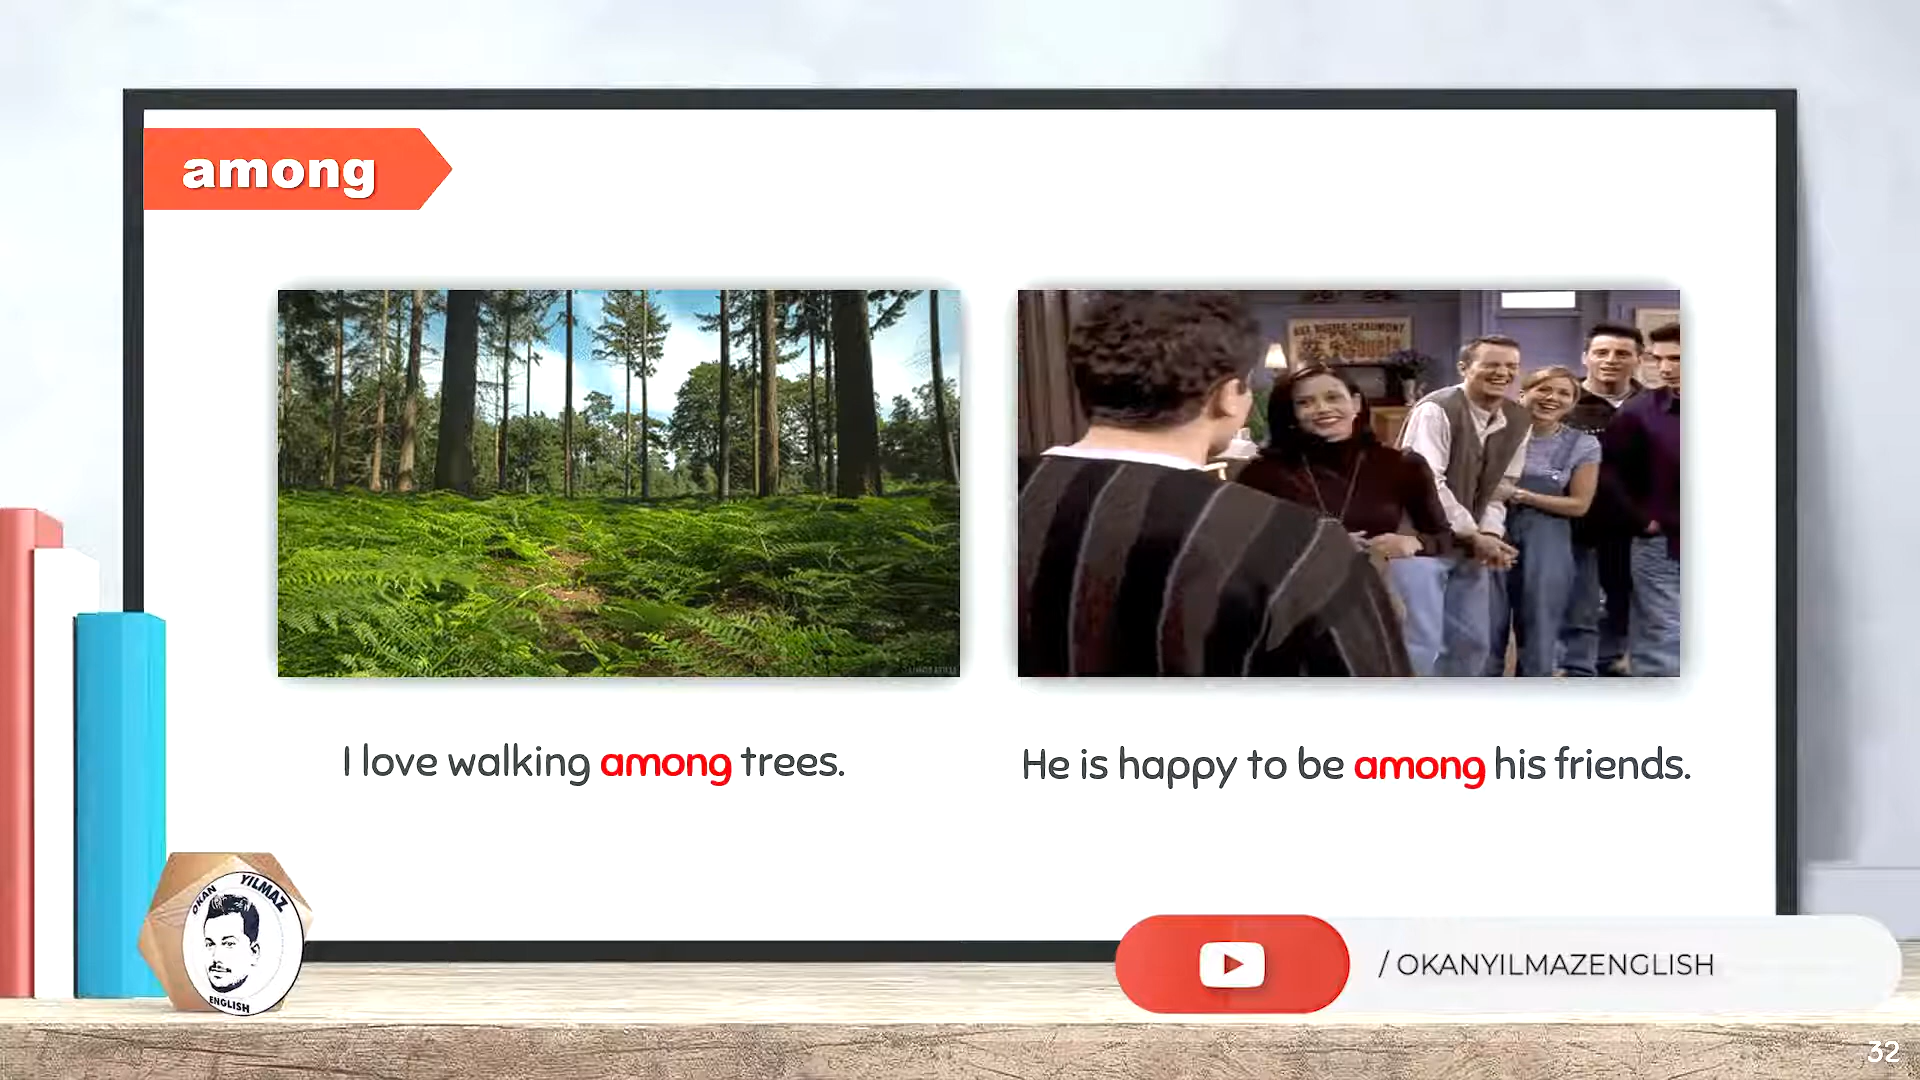 among
I love walking among trees.
He is happy to be among his friends.
OKAN YILMAZ
ENGLISH
/ OKANYILMAZENGLISH
32